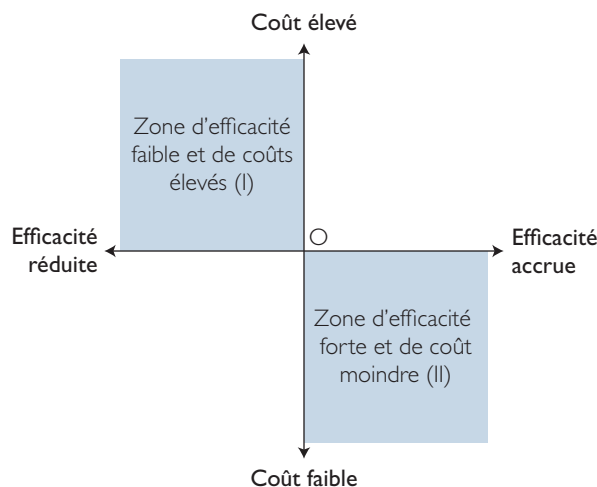 Coût élevé
Zone d'efficacité
faible et de coûts
élevés (I)
Efficacité
réduite
O
Efficacité
accrue
Zone d'efficacité
forte et de coût
moindre (II)
Coût faible